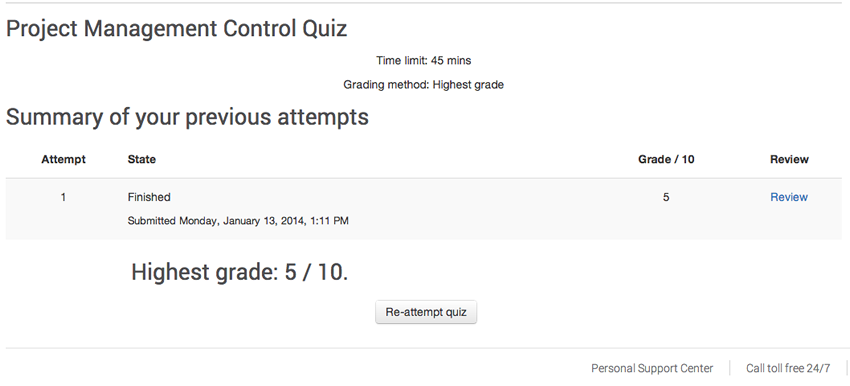 Project Management Control Quiz
Time limit: 45 mins
Grading method: Highest grade
Summary of your previous attempts
Attempt State Grade / 10 Review
1 Finished 5 Review
Submitted Monday, January 13, 2014, 1:11 PM
Highest grade: 5 / 10.
Re-attempt quiz
Personal Support Center Call toll free 24/7